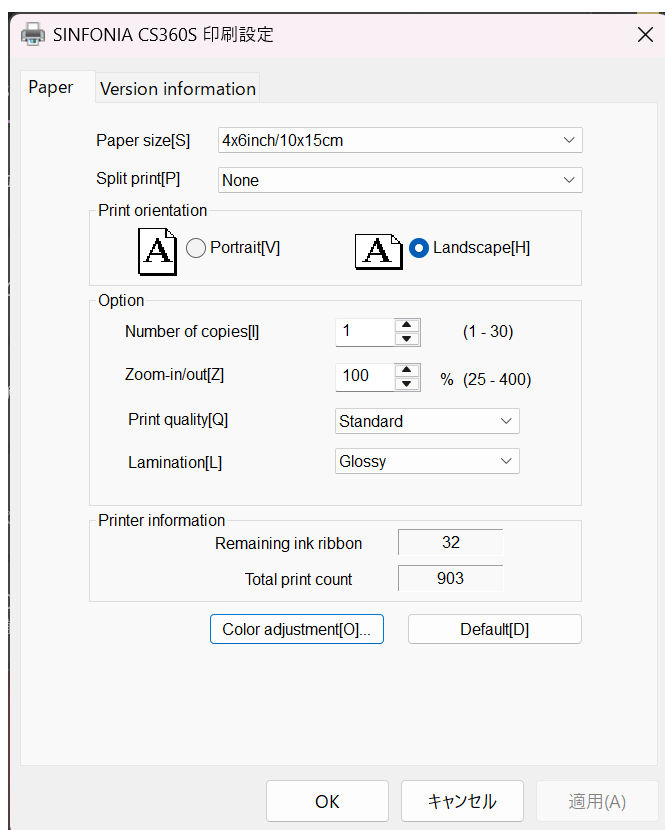 SINFONIA CS360S 印刷設定
Paper
Version information
Paper size[S]
4x6inch/10x15cm
Split print[P]
None
Print orientation
A
Portrait[V]
A
Landscape[H]
Option
Number of copies[I]
1
(1 - 30)
Zoom-in/out[Z]
100
% (25 - 400)
Print quality[Q]
Standard
Lamination[L]
Glossy
Printer information
Remaining ink ribbon
32
Total print count
903
Color adjustment[O]...
Default[D]
OK
キャンセル
適用(A)